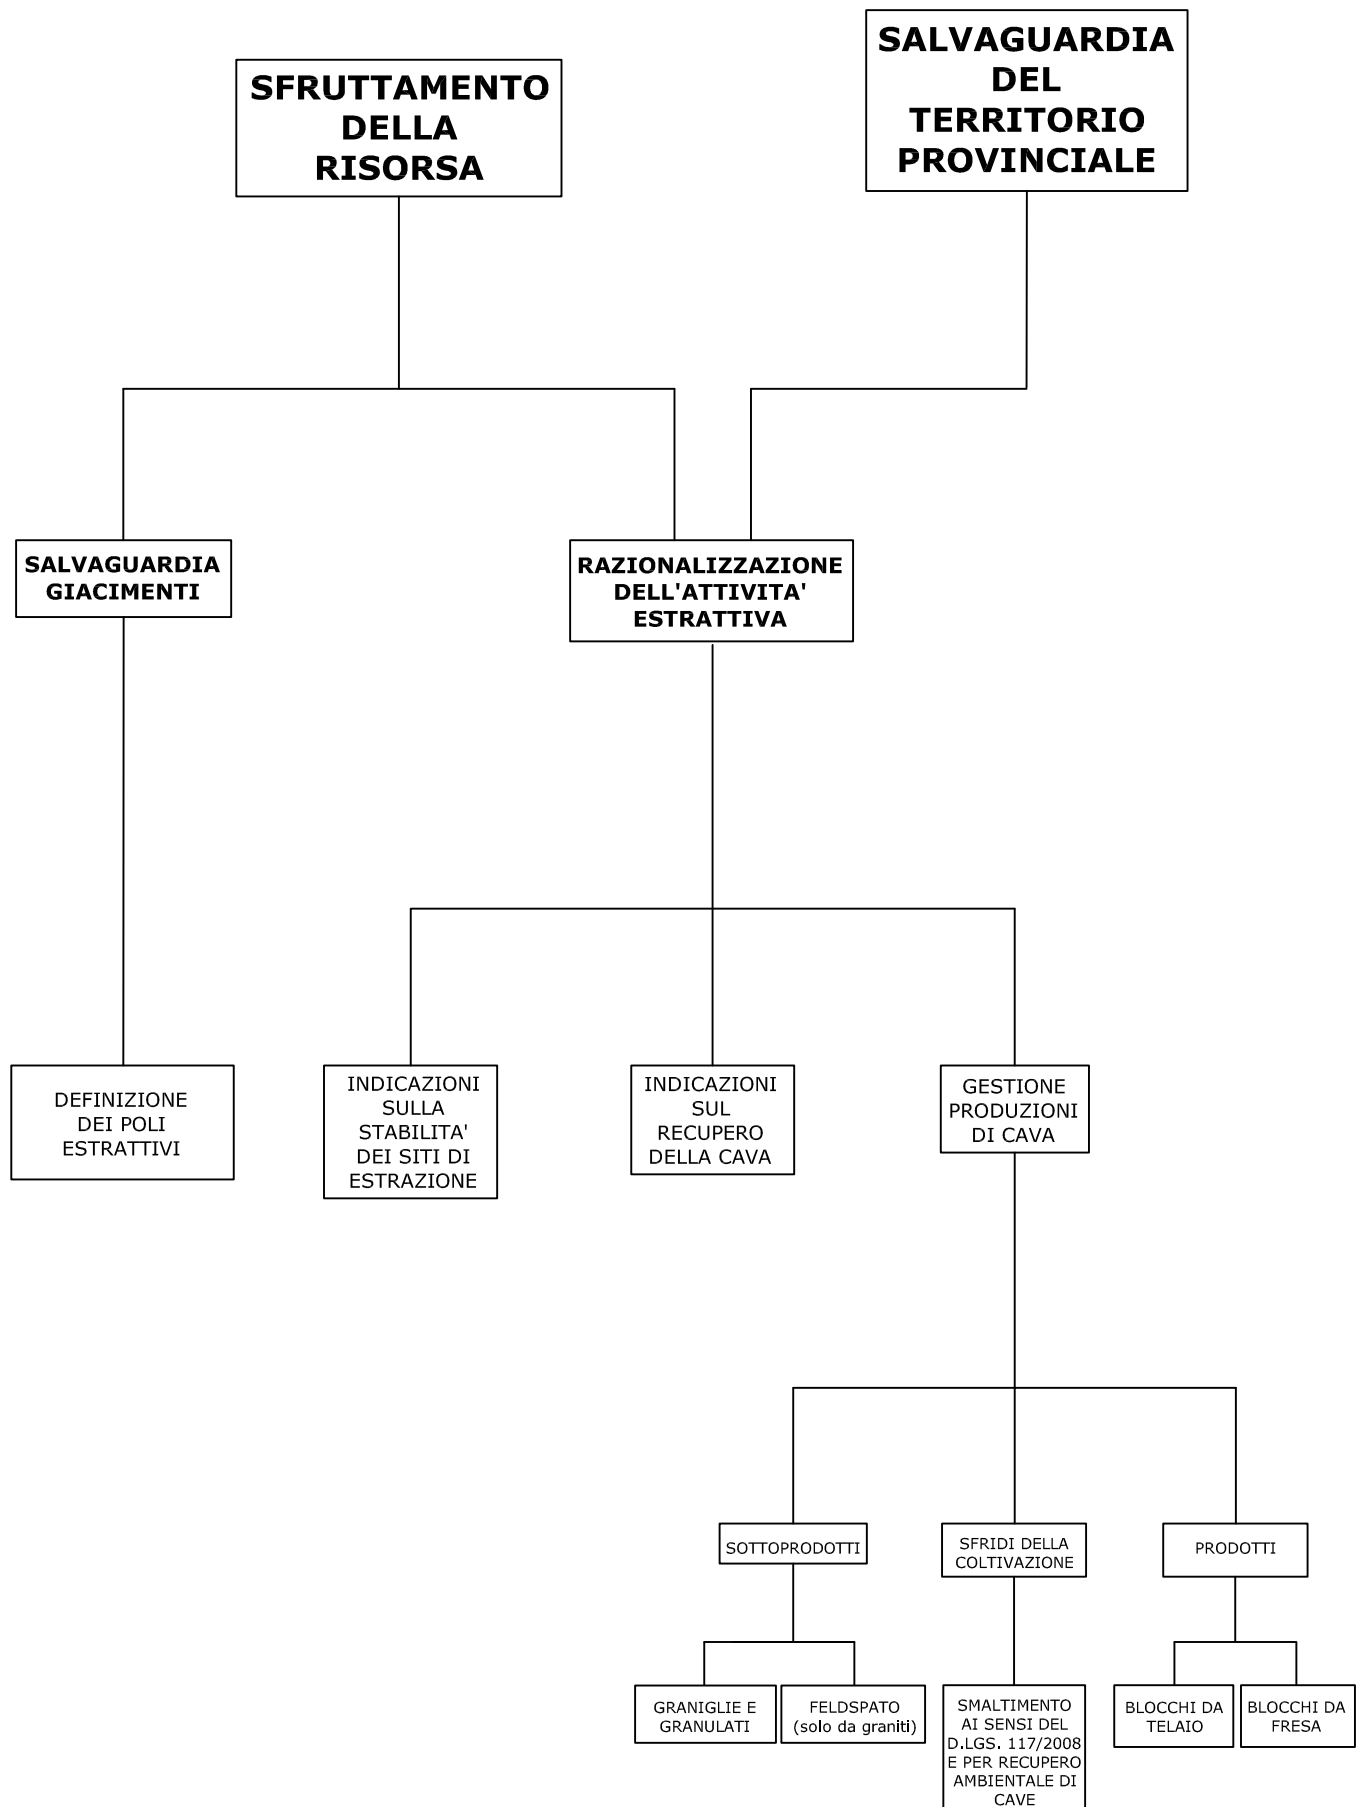 SFRUTTAMENTO
DELLA
RISORSA
SALVAGUARDIA
DEL
TERRITORIO
PROVINCIALE
SALVAGUARDIA
GIACIMENTI
RAZIONALIZZAZIONE
DELL'ATTIVITA'
ESTRATTIVA
DEFINIZIONE
DEI POLI
ESTRATTIVI
INDICAZIONI
SULLA
STABILITA'
DEI SITI DI
ESTRAZIONE
INDICAZIONI
SUL
RECUPERO
DELLA CAVA
GESTIONE
PRODUZIONI
DI CAVA
SOTTOPRODOTTI
SFRIDI DELLA
COLTIVAZIONE
PRODOTTI
GRANIGLIE E
GRANULATI
FELDSPATO
(solo da graniti)
SMALTIMENTO
AI SENSI DEL
D.LGS. 117/2008
E PER RECUPERO
AMBIENTALE DI
CAVE
BLOCCHI DA
TELAIO
BLOCCHI DA
FRESA